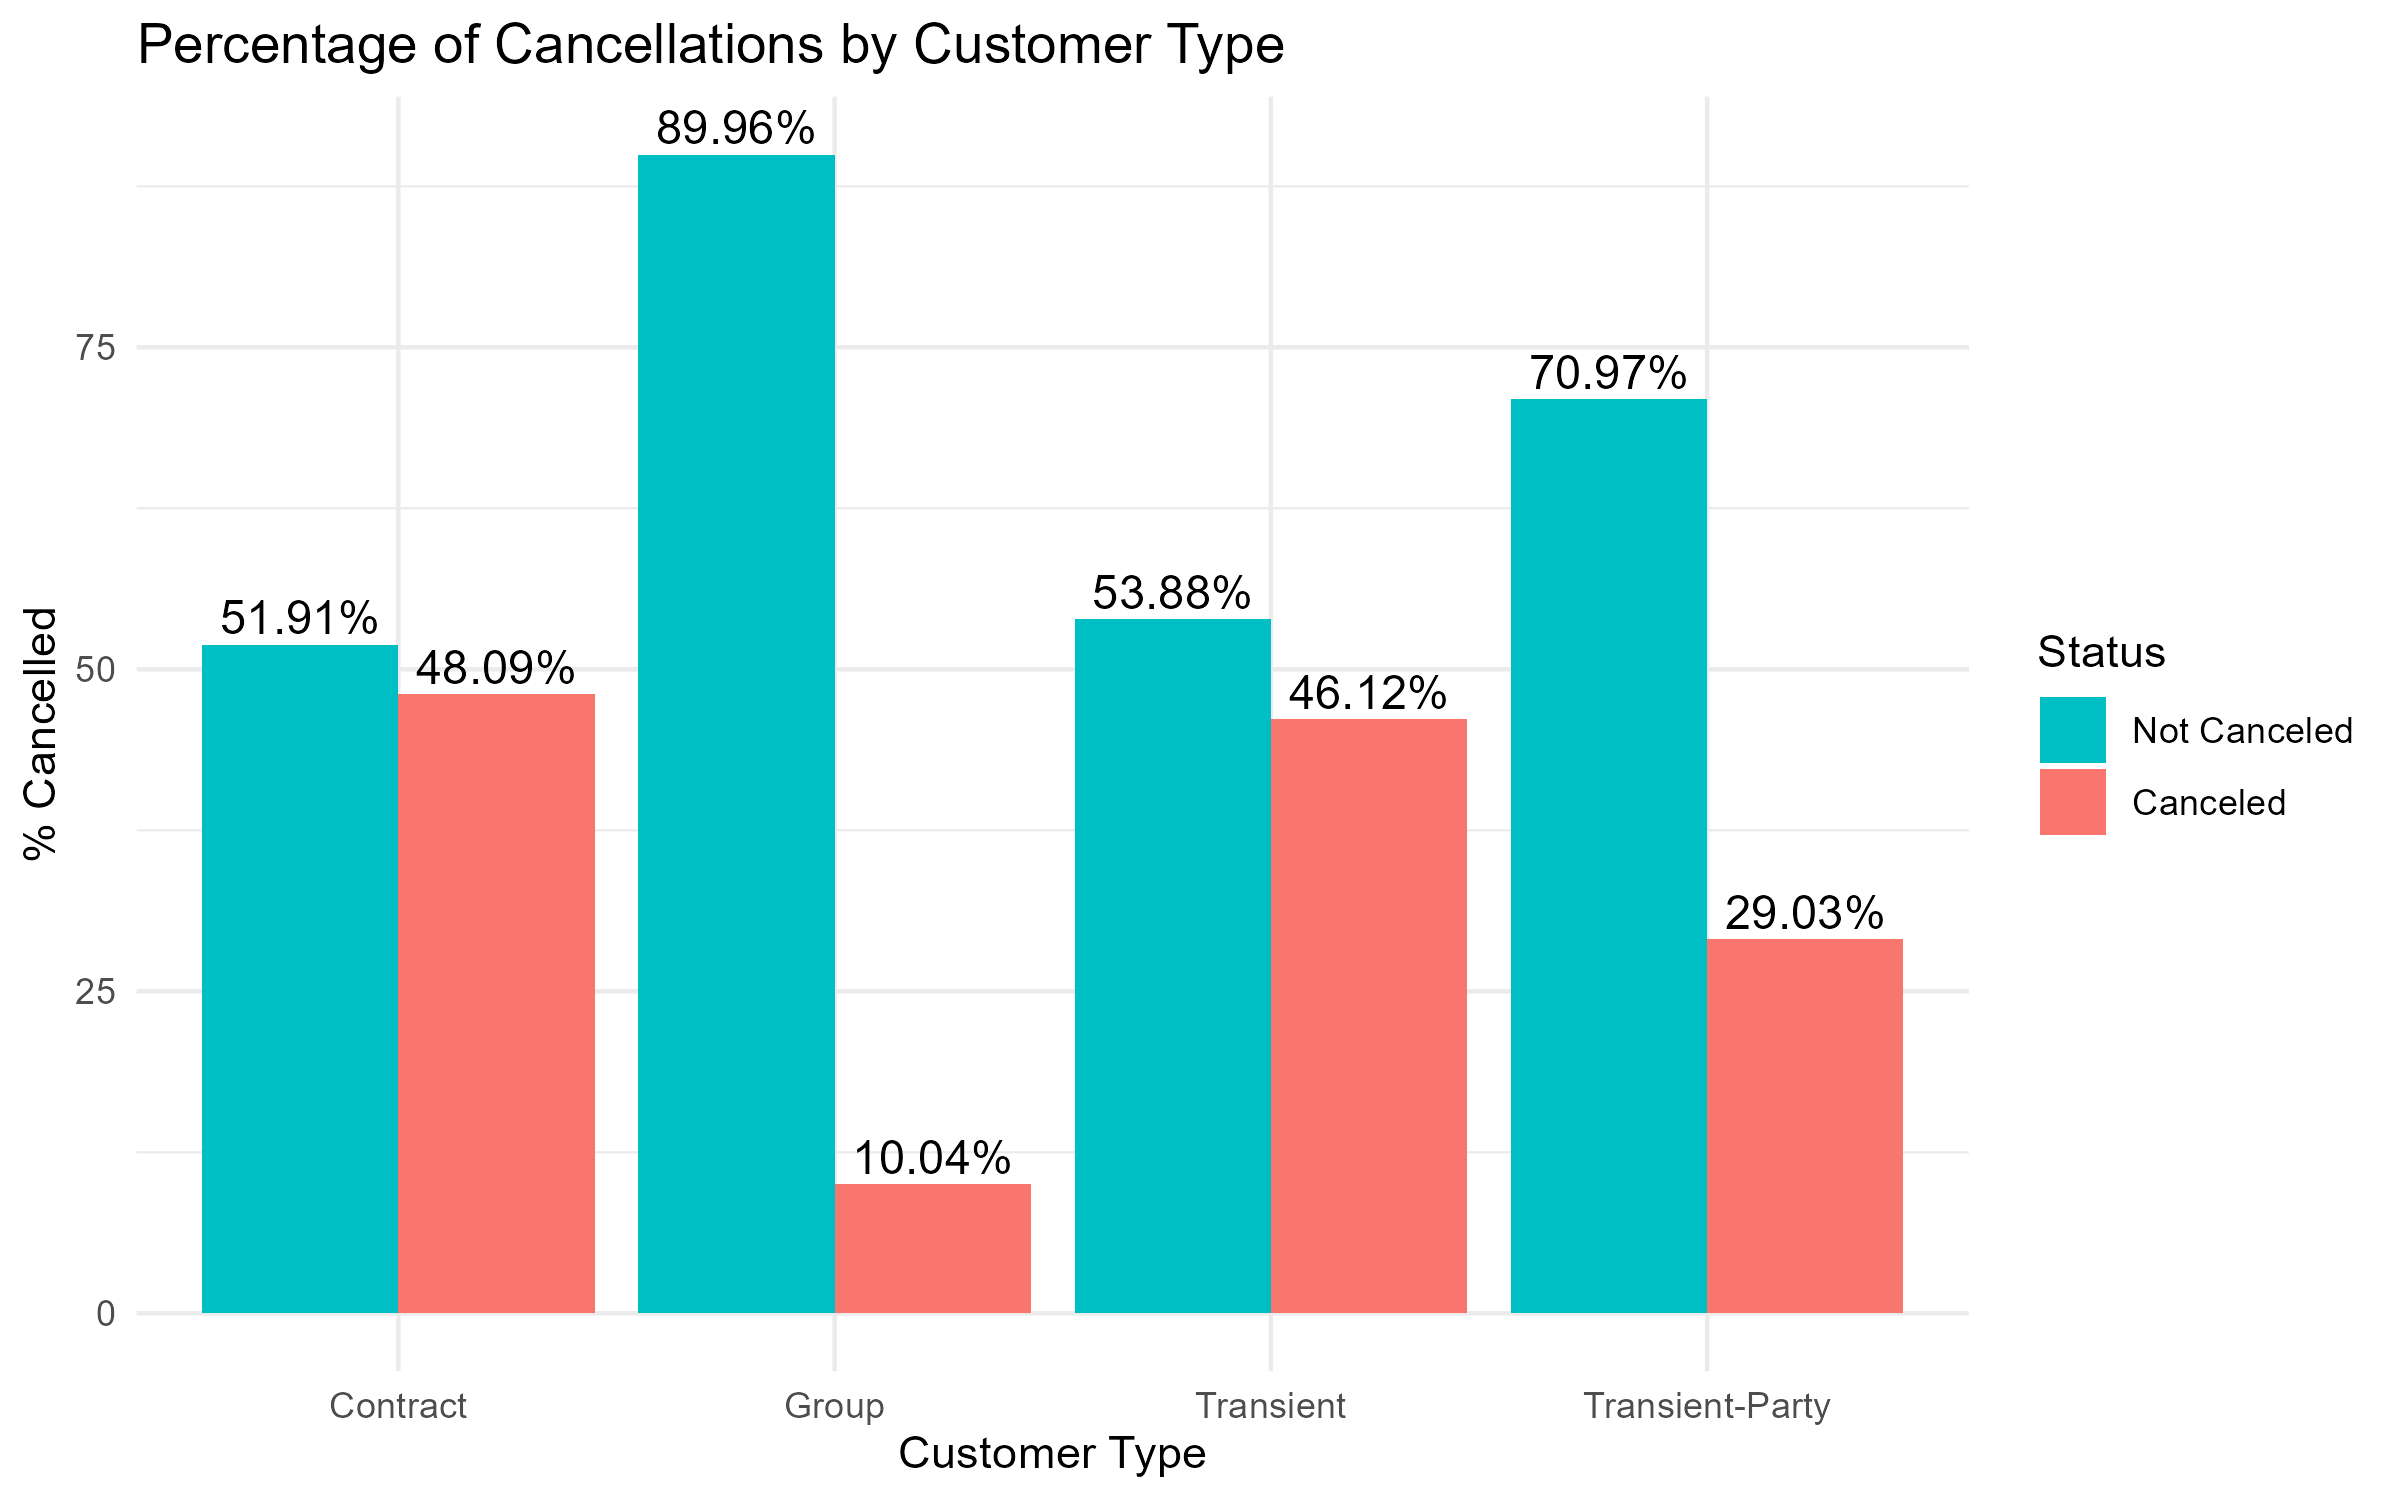 Percentage of Cancellations by Customer Type
% Cancelled
75
50
25
0
51.91%
48.09%
89.96%
10.04%
53.88%
46.12%
70.97%
29.03%
Contract
Group
Transient
Transient-Party
Customer Type
Status
Not Canceled
Canceled